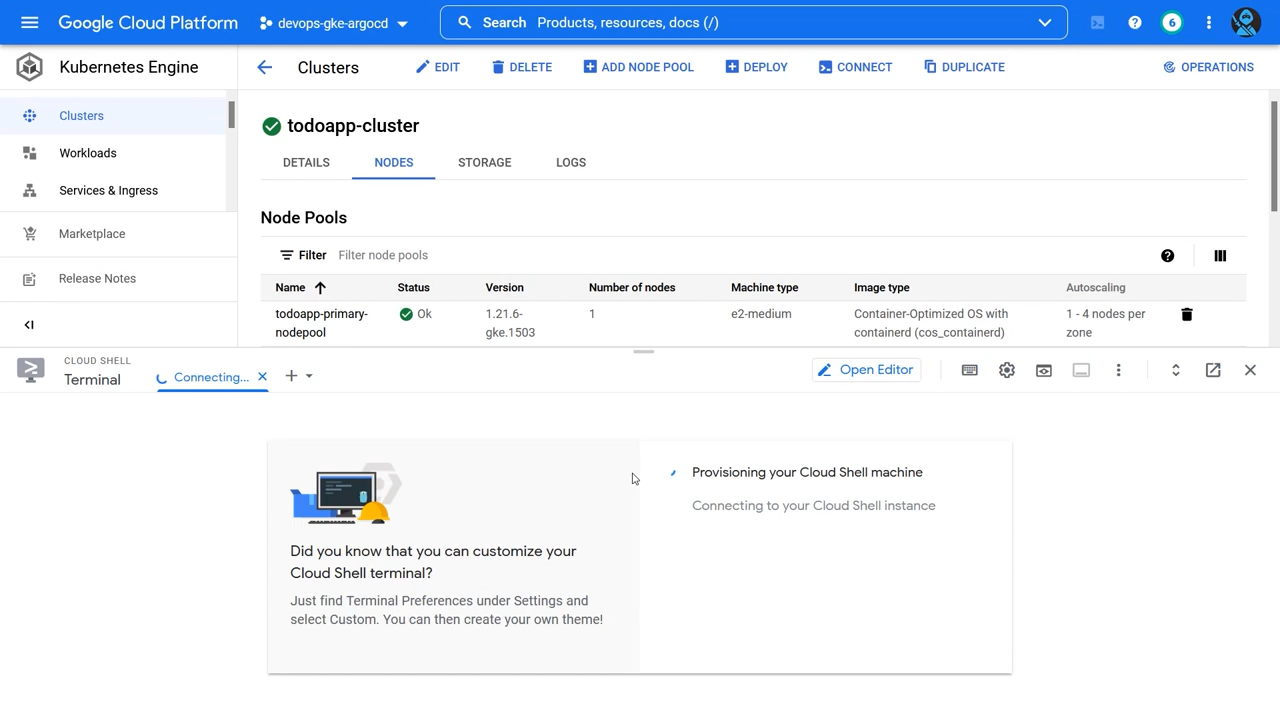 Google Cloud Platform
devops-gke-argocd
Search Products, resources, docs (/)
6
Kubernetes Engine
Clusters
EDIT
DELETE
ADD NODE POOL
DEPLOY
CONNECT
DUPLICATE
OPERATIONS
Clusters
Workloads
Services & Ingress
Marketplace
Release Notes
todoapp-cluster
DETAILS
NODES
STORAGE
LOGS
Node Pools
Filter Filter node pools
Name
Status
Version
Number of nodes
Machine type
Image type
Autoscaling
todoapp-primary-
nodepool
Ok
1.21.6-
gke.1503
1
e2-medium
Container-Optimized OS with
containerd (cos_containerd)
1 - 4 nodes per
zone
CLOUD SHELL
Terminal
Connecting...
Open Editor
Did you know that you can customize your
Cloud Shell terminal?
Just find Terminal Preferences under Settings and
select Custom. You can then create your own theme!
Provisioning your Cloud Shell machine
Connecting to your Cloud Shell instance